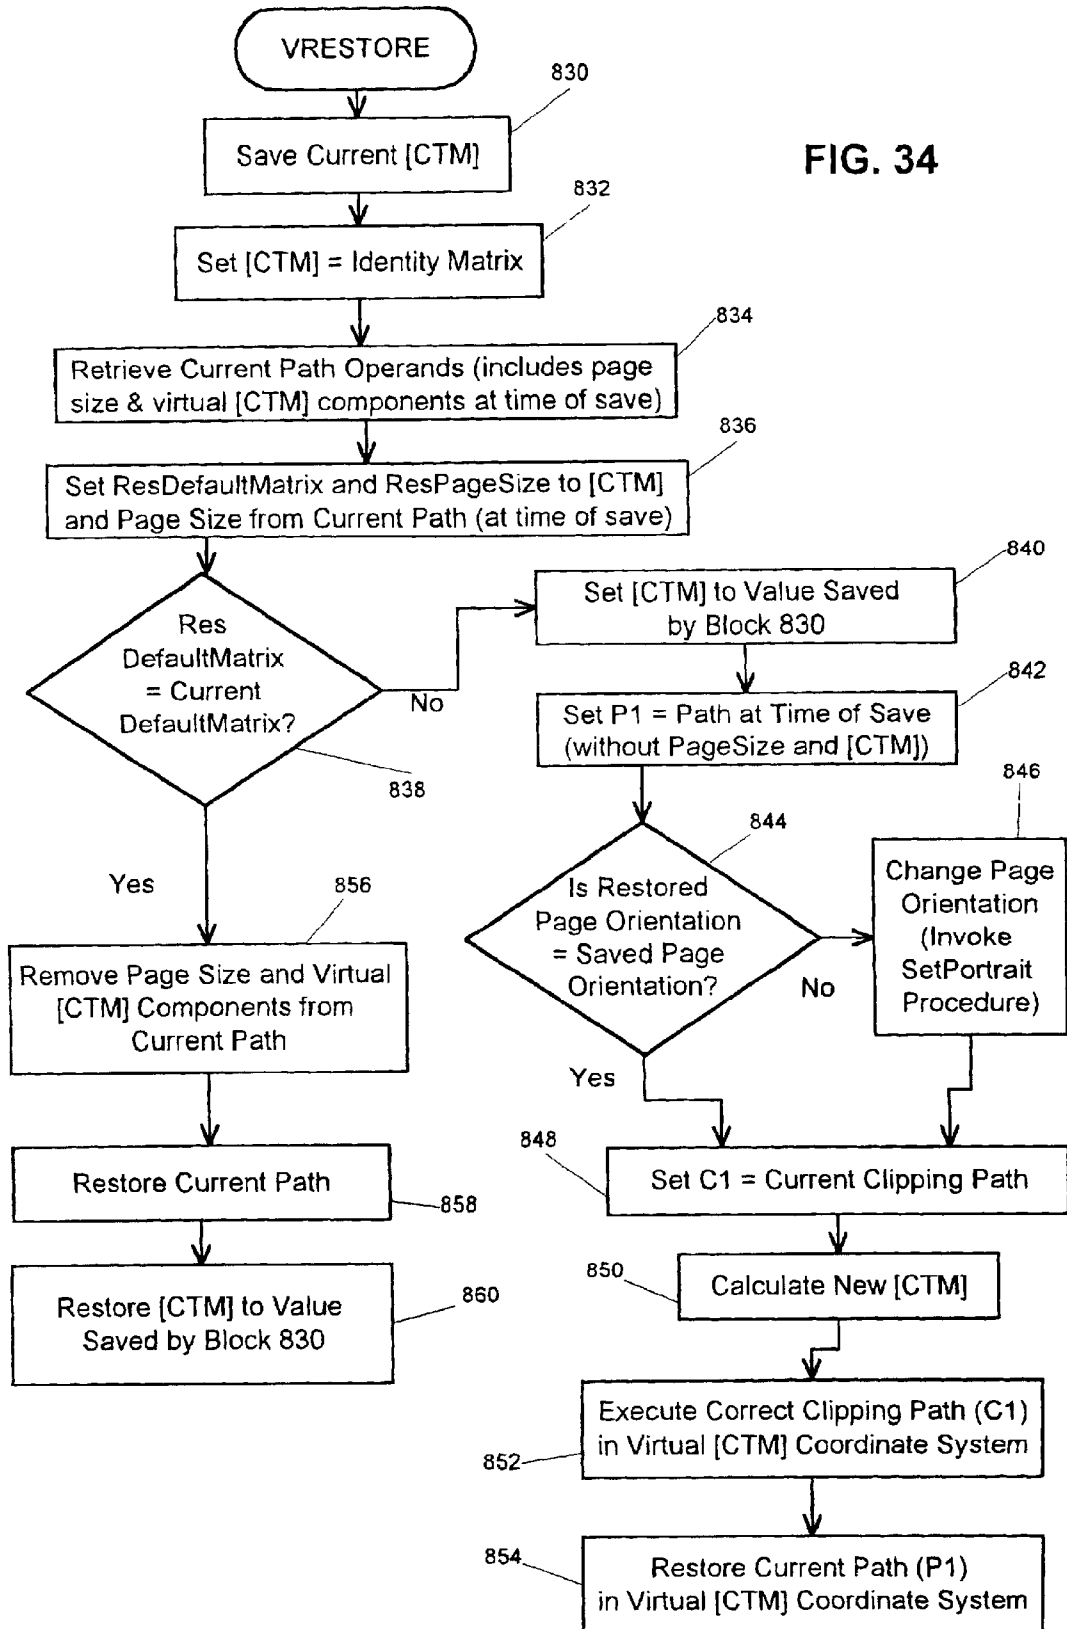 VRESTORE
830
Save Current [CTM]
FIG. 34
832
Set [CTM] = Identity Matrix
834
Retrieve Current Path Operands (includes page
size & virtual [CTM] components at time of save)
836
Set ResDefaultMatrix and ResPageSize to [CTM]
and Page Size from Current Path (at time of save)
Res
DefaultMatrix
= Current
DefaultMatrix?
838
No
Yes
840
Set [CTM] to Value Saved
by Block 830
842
Set P1 = Path at Time of Save
(without PageSize and [CTM])
844
Is Restored
Page Orientation
= Saved Page
Orientation?
No
Yes
846
Change Page
Orientation
(Invoke
SetPortrait
Procedure)
856
Remove Page Size and Virtual
[CTM] Components from
Current Path
Restore Current Path
858
Restore [CTM] to Value
Saved by Block 830
860
848
Set C1 = Current Clipping Path
850
Calculate New [CTM]
Execute Correct Clipping Path (C1)
in Virtual [CTM] Coordinate System
852
854
Restore Current Path (P1)
in Virtual [CTM] Coordinate System